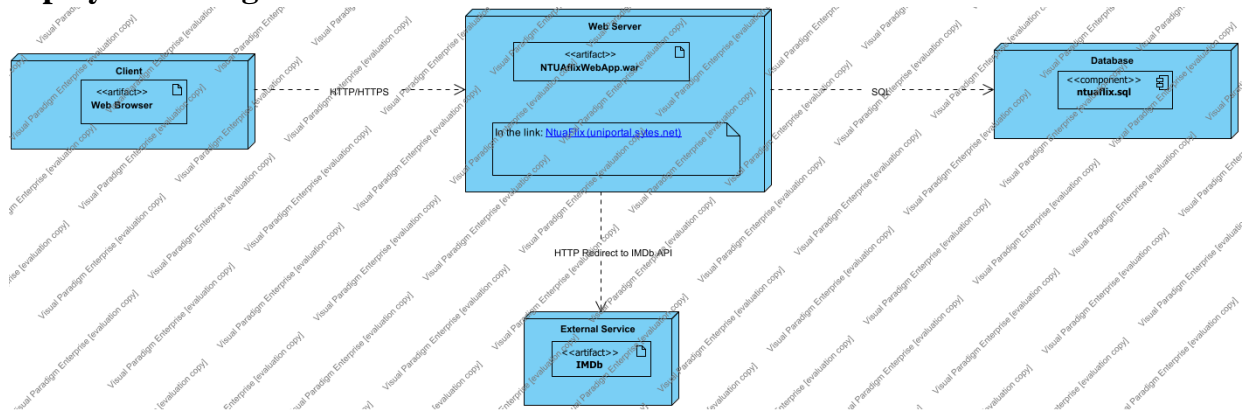 Client
<<artifact>>
Web Browser
HTTP/HTTPS
Web Server
<<artifact>>
NTUAflixWebApp.war
In the link: NtuaFlix (uniportal.sytes.net)
SQL
Database
<<component>>
ntuaflix.sql
HTTP Redirect to IMDb API
External Service
<<artifact>>
IMDb
Visual Paradigm Enterprise [evaluation copy]